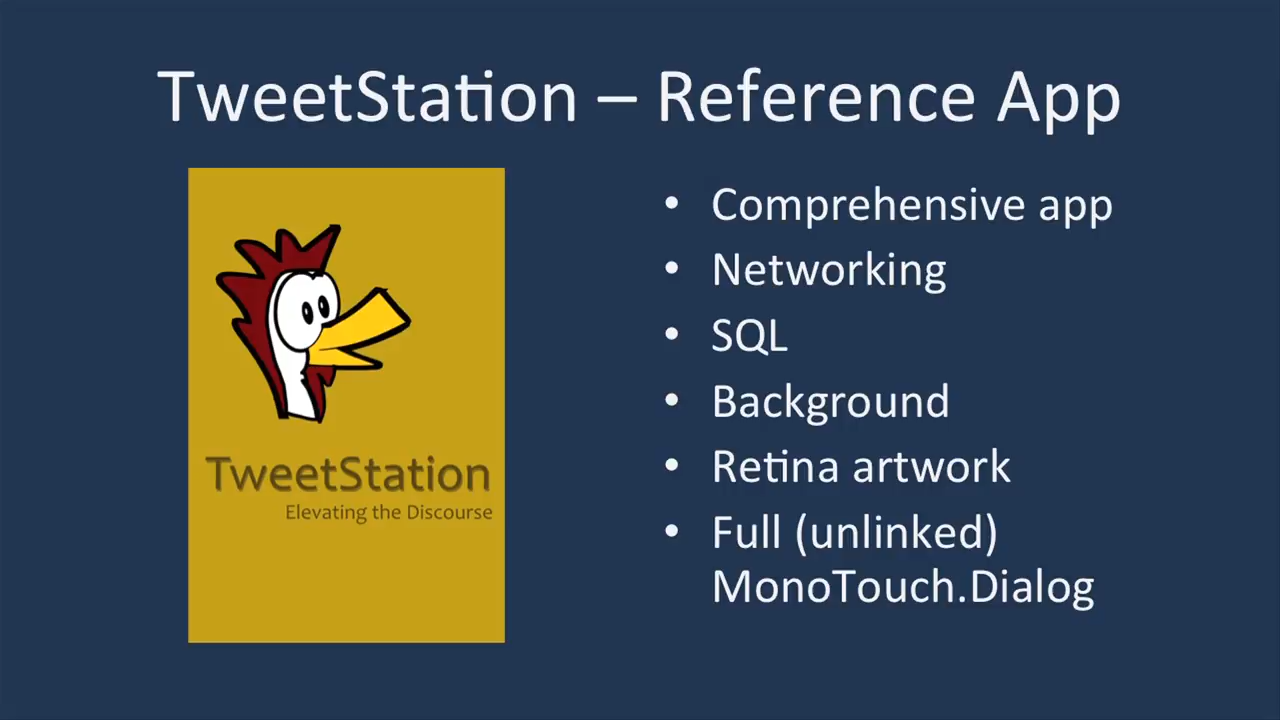 TweetStation – Reference App
TweetStation
Elevating the Discourse
• Comprehensive app
• Networking
• SQL
• Background
• Retina artwork
• Full (unlinked)
MonoTouch.Dialog